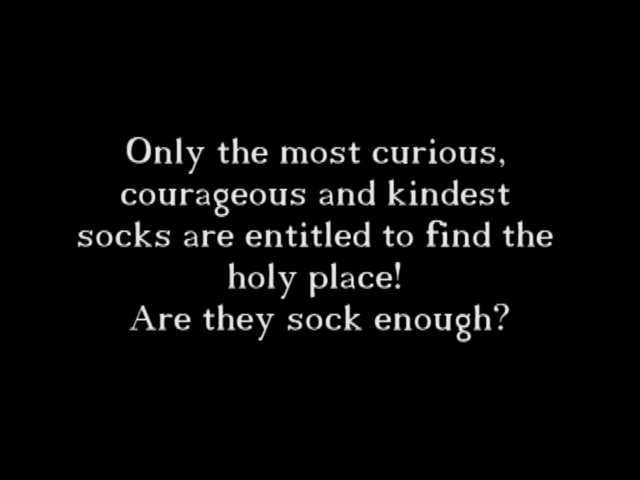 Only the most curious,
courageous and kindest
socks are entitled to find the
holy place!
Are they sock enough?